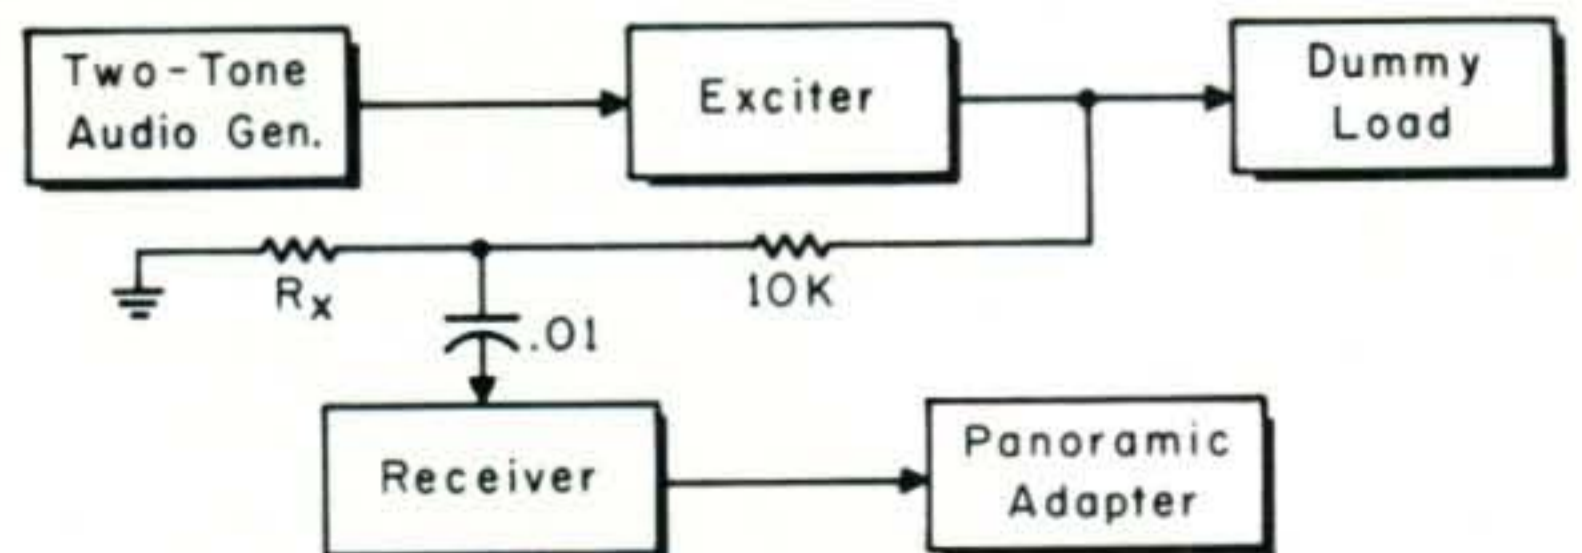 Two-Tone
Audio Gen.
Exciter
Dummy
Load
Rx
10K
.01
Receiver
Panoramic
Adapter